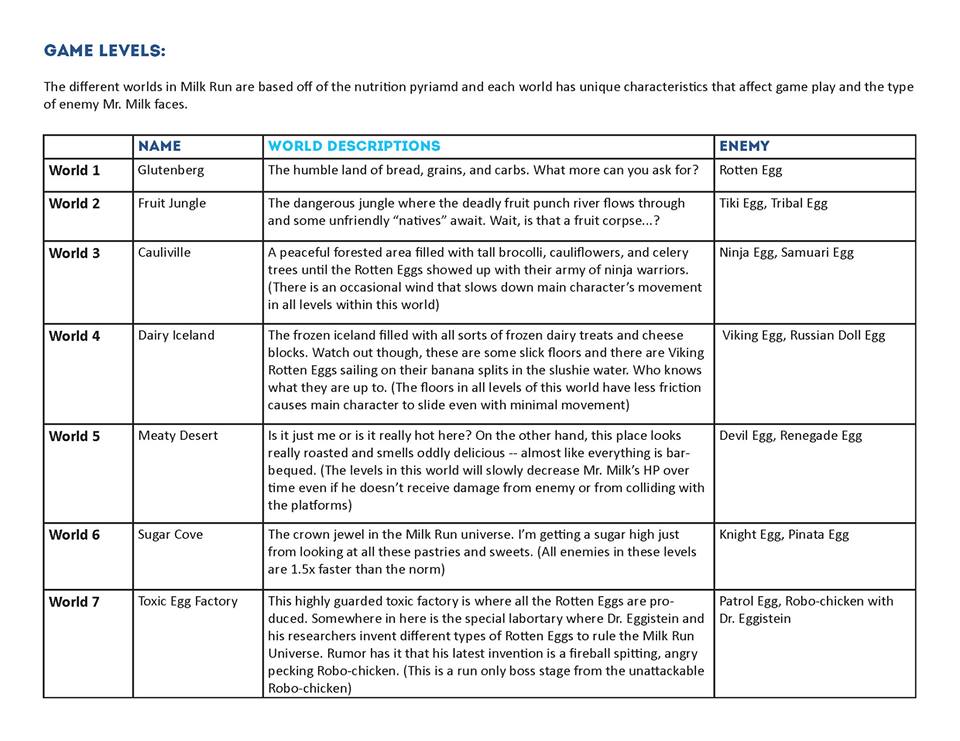 GAME LEVELS:
The different worlds in Milk Run are based off of the nutrition pyriamd and each world has unique characteristics that affect game play and the type
of enemy Mr. Milk faces.
NAME WORLD DESCRIPTIONS ENEMY
World 1 Glutenberg The humble land of bread, grains, and carbs. What more can you ask for? Rotten Egg
World 2 Fruit Jungle The dangerous jungle where the deadly fruit punch river flows through Tiki Egg, Tribal Egg
and some unfriendly “natives” await. Wait, is that a fruit corpse...?
World 3 Cauliville A peaceful forested area filled with tall brocolli, cauliflowers, and celery Ninja Egg, Samuari Egg
trees until the Rotten Eggs showed up with their army of ninja warriors.
(There is an occasional wind that slows down main character’s movement
in all levels within this world)
World 4 Dairy Iceland The frozen iceland filled with all sorts of frozen dairy treats and cheese Viking Egg, Russian Doll Egg
blocks. Watch out though, these are some slick floors and there are Viking
Rotten Eggs sailing on their banana splits in the slushie water. Who knows
what they are up to. (The floors in all levels of this world have less friction
causes main character to slide even with minimal movement)
World 5 Meaty Desert Is it just me or is it really hot here? On the other hand, this place looks Devil Egg, Renegade Egg
really roasted and smells oddly delicious -- almost like everything is bar-
bequed. (The levels in this world will slowly decrease Mr. Milk’s HP over
time even if he doesn’t receive damage from enemy or from colliding with
the platforms)
World 6 Sugar Cove The crown jewel in the Milk Run universe. I’m getting a sugar high just Knight Egg, Pinata Egg
from looking at all these pastries and sweets. (All enemies in these levels
are 1.5x faster than the norm)
World 7 Toxic Egg Factory This highly guarded toxic factory is where all the Rotten Eggs are pro- Patrol Egg, Robo-chicken with
duced. Somewhere in here is the special labortary where Dr. Eggistein and Dr. Eggistein
his researchers invent different types of Rotten Eggs to rule the Milk Run
Universe. Rumor has it that his latest invention is a fireball spitting, angry
pecking Robo-chicken. (This is a run only boss stage from the unattackable
Robo-chicken)